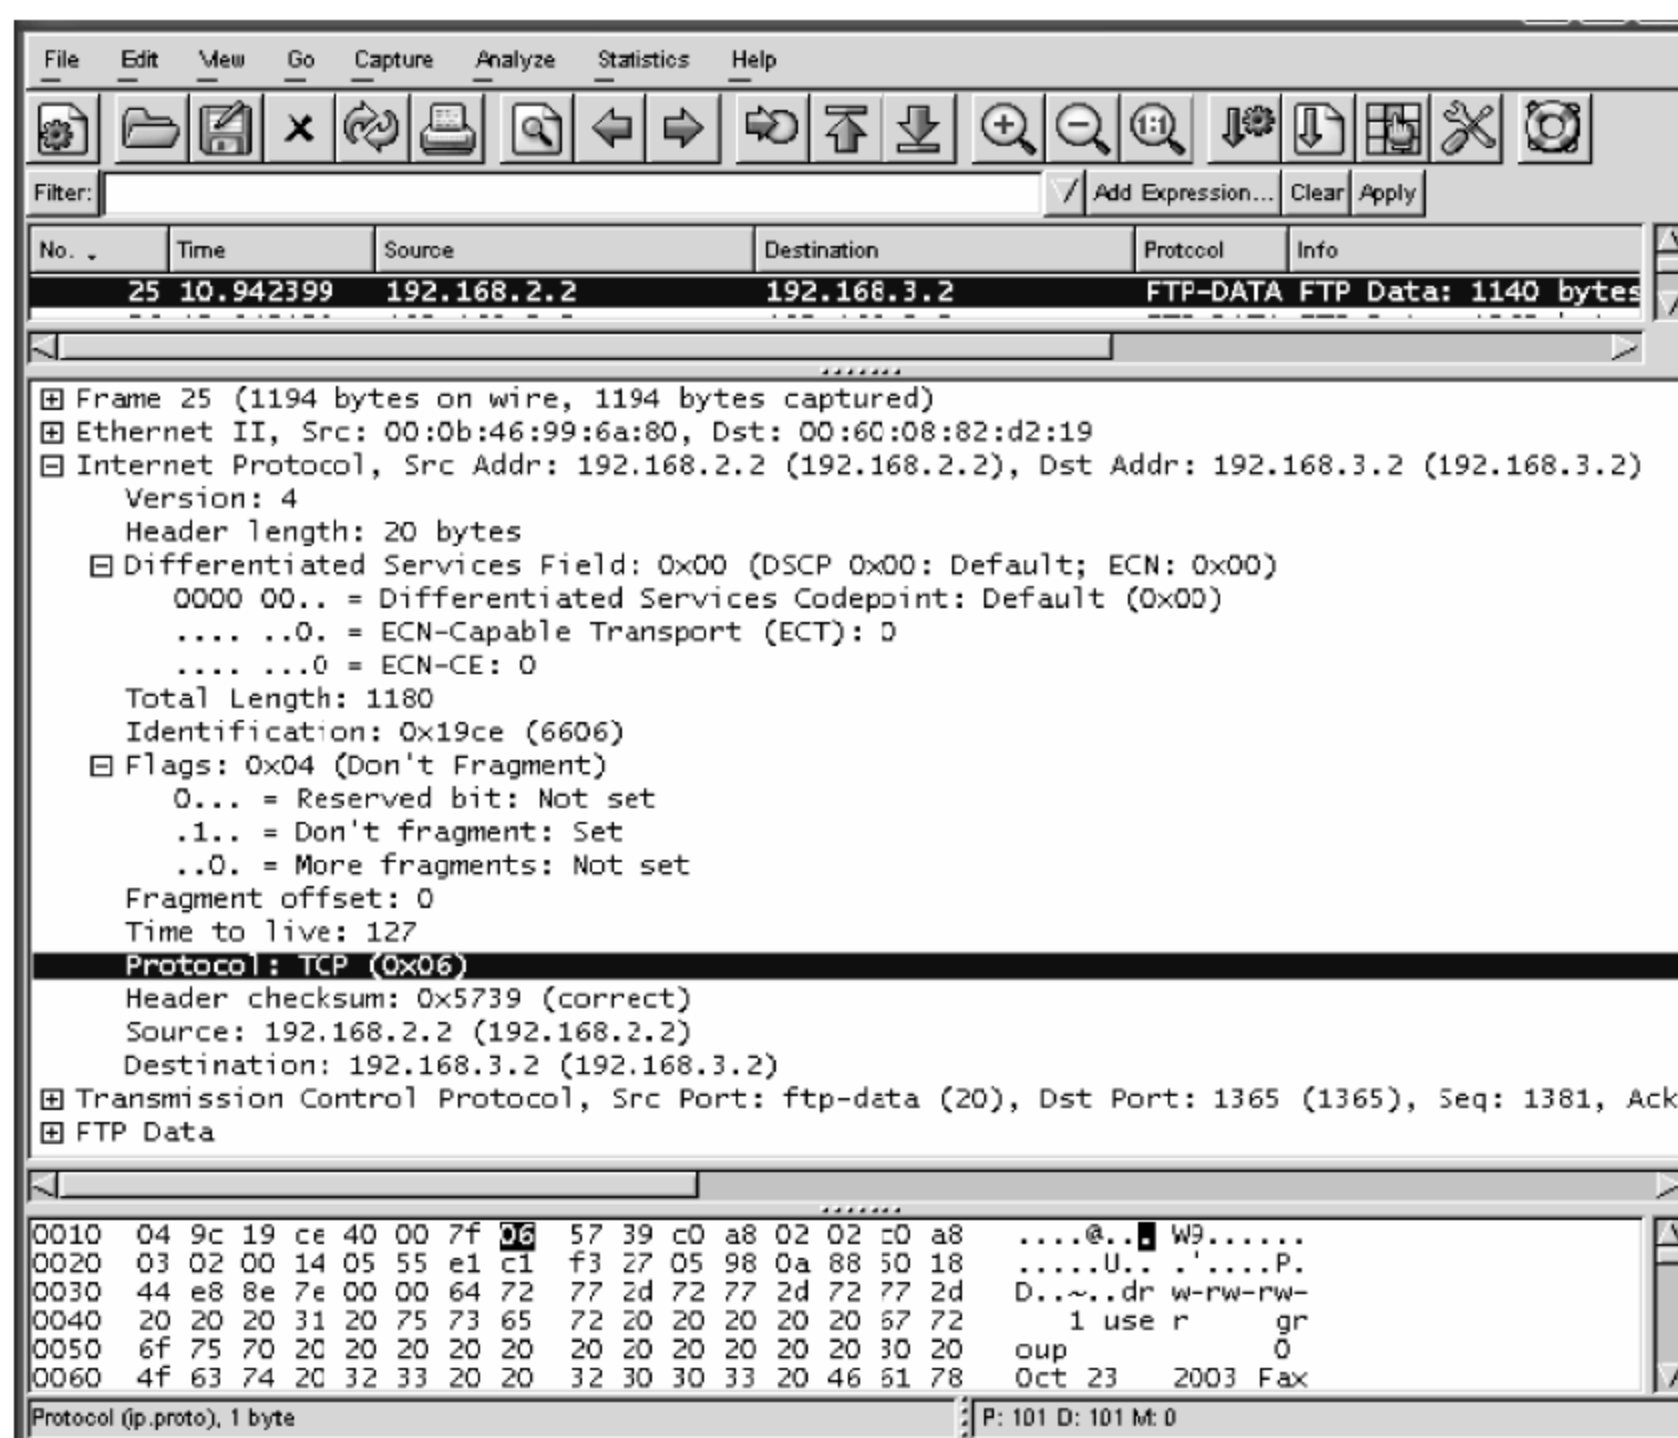 File Edit View Go Capture Analyze Statistics Help
1:1
Filter: Add Expression... Clear Apply
No. Time Source Destination Protocol Info
25 10.942399 192.168.2.2 192.168.3.2 FTP-DATA FTP Data: 1140 bytes
Frame 25 (1194 bytes on wire, 1194 bytes captured)
Ethernet II, Src: 00:0b:46:99:6a:80, Dst: 00:60:08:82:d2:19
Internet Protocol, Src Addr: 192.168.2.2 (192.168.2.2), Dst Addr: 192.168.3.2 (192.168.3.2)
Version: 4
Header length: 20 bytes
Differentiated Services Field: 0x00 (DSCP 0x00: Default; ECN: 0x00)
0000 00.. = Differentiated Services Codepoint: Default (0x00)
.... ..0. = ECN-Capable Transport (ECT): 0
.... ...0 = ECN-CE: 0
Total Length: 1180
Identification: 0x19ce (6606)
Flags: 0x04 (Don't Fragment)
0... = Reserved bit: Not set
.1.. = Don't fragment: Set
..0. = More fragments: Not set
Fragment offset: 0
Time to live: 127
Protocol: TCP (0x06)
Header checksum: 0x5739 (correct)
Source: 192.168.2.2 (192.168.2.2)
Destination: 192.168.3.2 (192.168.3.2)
Transmission Control Protocol, Src Port: ftp-data (20), Dst Port: 1365 (1365), Seq: 1381, Ack
FTP Data
0010 04 9c 19 ce 40 00 7f 06 57 39 c0 a8 02 02 c0 a8 ....@... W9......
0020 03 02 00 14 05 55 e1 c1 f3 27 05 98 0a 88 50 18 .....U.. .'....P.
0030 44 e8 8e 7e 00 00 64 72 77 2d 72 77 2d 72 77 2d D..~..dr w-rw-rw-
0040 20 20 20 31 20 75 73 65 72 20 20 20 20 20 67 72 1 use r gr
0050 6f 75 70 20 20 20 20 20 20 20 20 20 20 20 30 20 oup 0
0060 4f 63 74 20 32 33 20 20 32 30 30 33 20 46 61 78 Oct 23 2003 Fax
Protocol (ip.proto), 1 byte P: 101 D: 101 M: 0